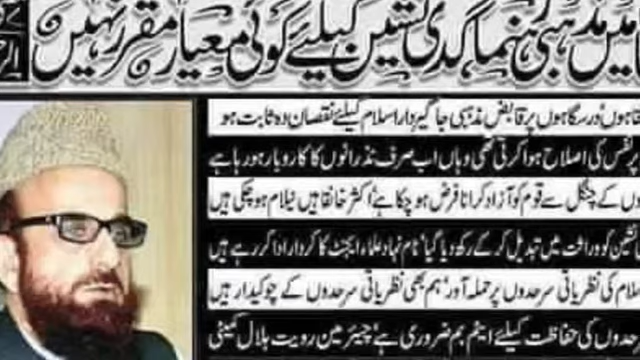 میں مذہبی رہنما گدی نشین کیلئے کوئی معیار مقرر نہیں
درسگاہوں پر قابض مذہبی جاگیردار اسلام کیلئے نقصان دہ ثابت ہو
پر نفس کی اصلاح ہوا کرتی تھی وہاں اب صرف نذرانوں کا کاروبار ہو رہا ہے
وں کے چنگل سے قوم کو آزاد کرانا فرض ہو چکا ہے' اکثر خانقاہیں نیلام ہو چکی ہیں
نشین کو وراثت میں تبدیل کر کے رکھ دیا گیا' نام نہاد علماء ایجنٹ کا کردار ادا کر رہے ہیں
سلام کی نظریاتی سرحدوں پر حملہ آور' ہم بھی نظریاتی سرحدوں کے چوکیدار ہیں
سرحدوں کی حفاظت کیلئے ایٹم بم ضروری ہے' چیئرمین رویت ہلال کمیٹی